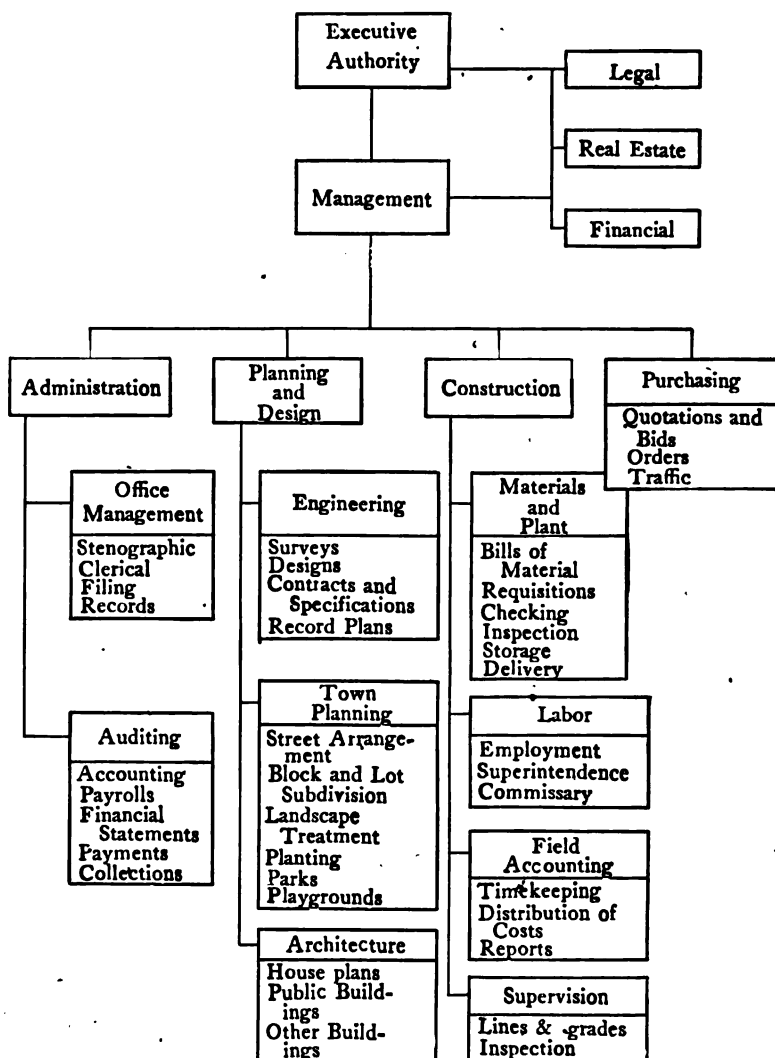 Executive
Authority
Legal
Real Estate
Management
Financial
Administration
Planning
and
Design
Construction
Purchasing
Quotations and
Bids
Orders
Traffic
Office
Management
Stenographic
Clerical
Filing
Records
Auditing
Accounting
Payrolls
Financial
Statements
Payments
Collections
Engineering
Surveys
Designs
Contracts and
Specifications
Record Plans
Town
Planning
Street Arrange-
ment
Block and Lot
Subdivision
Landscape
Treatment
Planting
Parks
Playgrounds
Architecture
House plans
Public Build-
ings
Other Build-
ings
Materials
and
Plant
Bills of
Material
Requisitions
Checking
Inspection
Storage
Delivery
Labor
Employment
Superintendence
Commissary
Field
Accounting
Timekeeping
Distribution of
Costs
Reports
Supervision
Lines & grades
Inspection